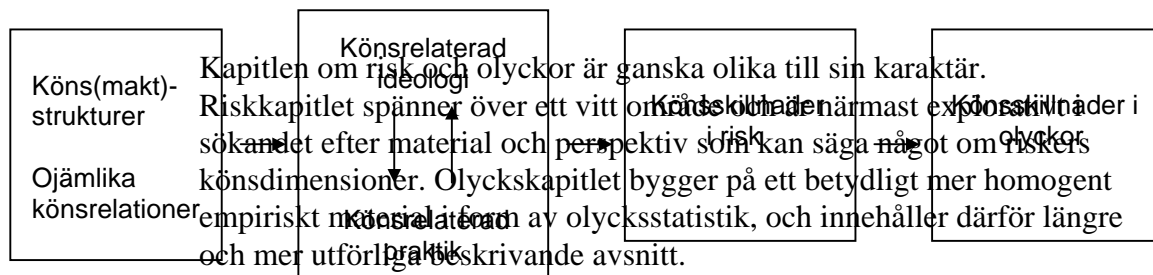 Köns(makt)-
strukturer
Ojämlika
könsrelationer
Könsrelaterad
ideologi
Könsrelaterad
praktik
Könsskillnader
i risk
Könsskillnader i
olyckor
Kapitlen om risk och olyckor är ganska olika till sin karaktär.
Riskkapitlet spänner över ett vitt område och är närmast explorativt i
sökandet efter material och perspektiv som kan säga något om riskers
könsdimensioner. Olyckskapitlet bygger på ett betydligt mer homogent
empiriskt material i form av olycksstatistik, och innehåller därför längre
och mer utförliga beskrivande avsnitt.